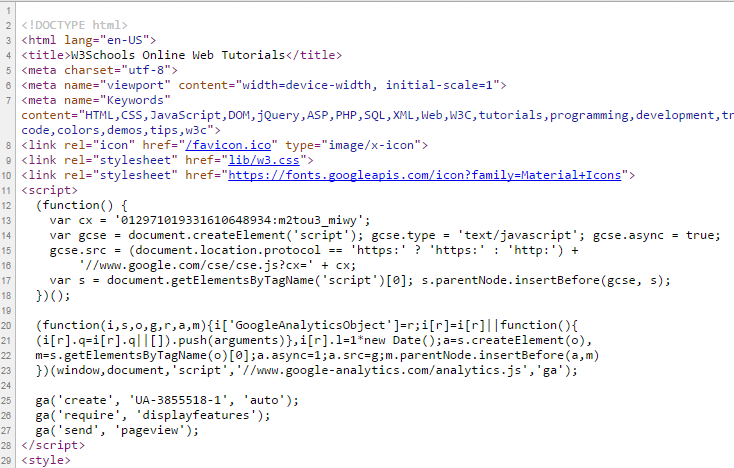 1
2 <!DOCTYPE html>
3 <html lang="en-US">
4 <title>W3Schools Online Web Tutorials</title>
5 <meta charset="utf-8">
6 <meta name="viewport" content="width=device-width, initial-scale=1">
7 <meta name="Keywords"
content="HTML,CSS,JavaScript,DOM,jQuery,ASP,PHP,SQL,XML,Web,W3C,tutorials,programming,development,tr
code,colors,demos,tips,w3c">
8 <link rel="icon" href="/favicon.ico" type="image/x-icon">
9 <link rel="stylesheet" href="lib/w3.css">
10 <link rel="stylesheet" href="https://fonts.googleapis.com/icon?family=Material+Icons">
11 <script>
12 (function() {
13 var cx = '012971019331610648934:m2tou3_miwy';
14 var gcse = document.createElement('script'); gcse.type = 'text/javascript'; gcse.async = true;
15 gcse.src = (document.location.protocol == 'https:' ? 'https:' : 'http:') +
16 '//www.google.com/cse/cse.js?cx=' + cx;
17 var s = document.getElementsByTagName('script')[0]; s.parentNode.insertBefore(gcse, s);
18 })();
19
20 (function(i,s,o,g,r,a,m){i['GoogleAnalyticsObject']=r;i[r]=i[r]||function(){
21 (i[r].q=i[r].q||[]).push(arguments)},i[r].l=1*new Date();a=s.createElement(o),
22 m=s.getElementsByTagName(o)[0];a.async=1;a.src=g;m.parentNode.insertBefore(a,m)
23 })(window,document,'script','//www.google-analytics.com/analytics.js','ga');
24
25 ga('create', 'UA-3855518-1', 'auto');
26 ga('require', 'displayfeatures');
27 ga('send', 'pageview');
28 </script>
29 <style>